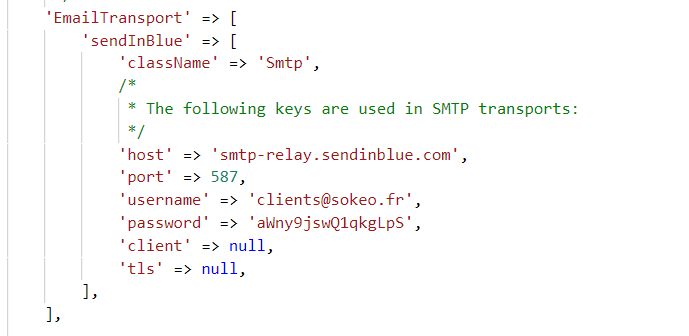 'EmailTransport' => [
'sendInBlue' => [
'className' => 'Smtp',
/*
* The following keys are used in SMTP transports:
*/
'host' => 'smtp-relay.sendinblue.com',
'port' => 587,
'username' => 'clients@sokeo.fr',
'password' => 'aWny9jswQ1qkgLpS',
'client' => null,
'tls' => null,
],
],